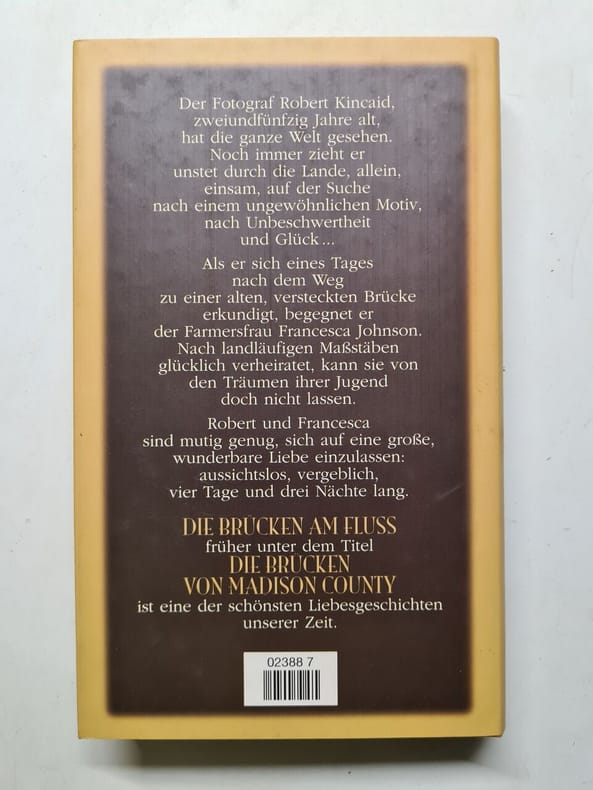 Der Fotograf Robert Kincaid,
zweiundfünfzig Jahre alt,
hat die ganze Welt gesehen.
Noch immer zieht er
unstet durch die Lande, allein,
einsam, auf der Suche
nach einem ungewöhnlichen Motiv,
nach Unbeschwertheit
und Glück ...
Als er sich eines Tages
nach dem Weg
zu einer alten, versteckten Brücke
erkundigt, begegnet er
der Farmersfrau Francesca Johnson.
Nach landläufigen Maßstäben
glücklich verheiratet, kann sie von
den Träumen ihrer Jugend
doch nicht lassen.
Robert und Francesca
sind mutig genug, sich auf eine große,
wunderbare Liebe einzulassen:
aussichtslos, vergeblich,
vier Tage und drei Nächte lang.
DIE BRÜCKEN AM FLUSS
früher unter dem Titel
DIE BRÜCKEN
VON MADISON COUNTY
ist eine der schönsten Liebesgeschichten
unserer Zeit.
02388 7